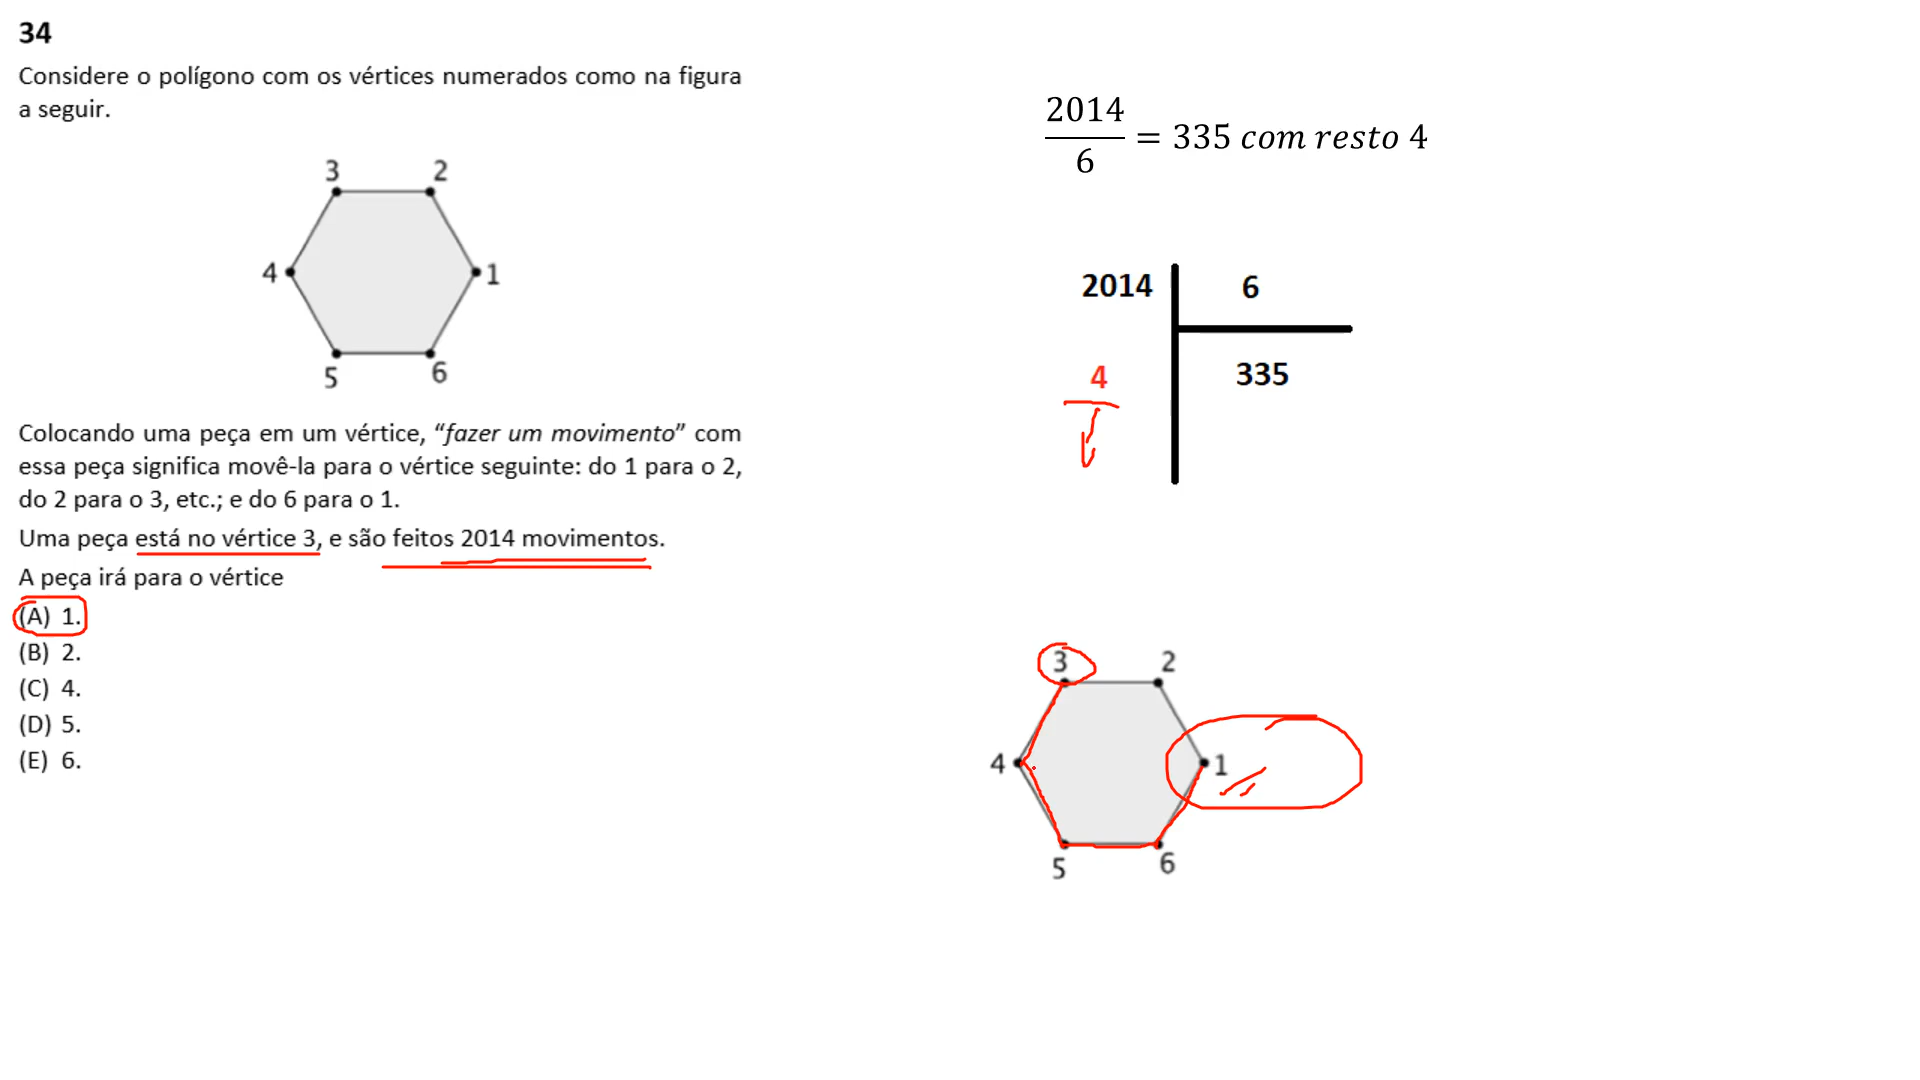 34
Considere o polígono com os vértices numerados como na figura
a seguir.
3 2
4 1
5 6
Colocando uma peça em um vértice, “fazer um movimento” com
essa peça significa movê-la para o vértice seguinte: do 1 para o 2,
do 2 para o 3, etc.; e do 6 para o 1.
Uma peça está no vértice 3, e são feitos 2014 movimentos.
A peça irá para o vértice
(A) 1.
(B) 2.
(C) 4.
(D) 5.
(E) 6.
2014
6
= 335 com resto 4
2014 6
4 335
3 2
4 1
5 6